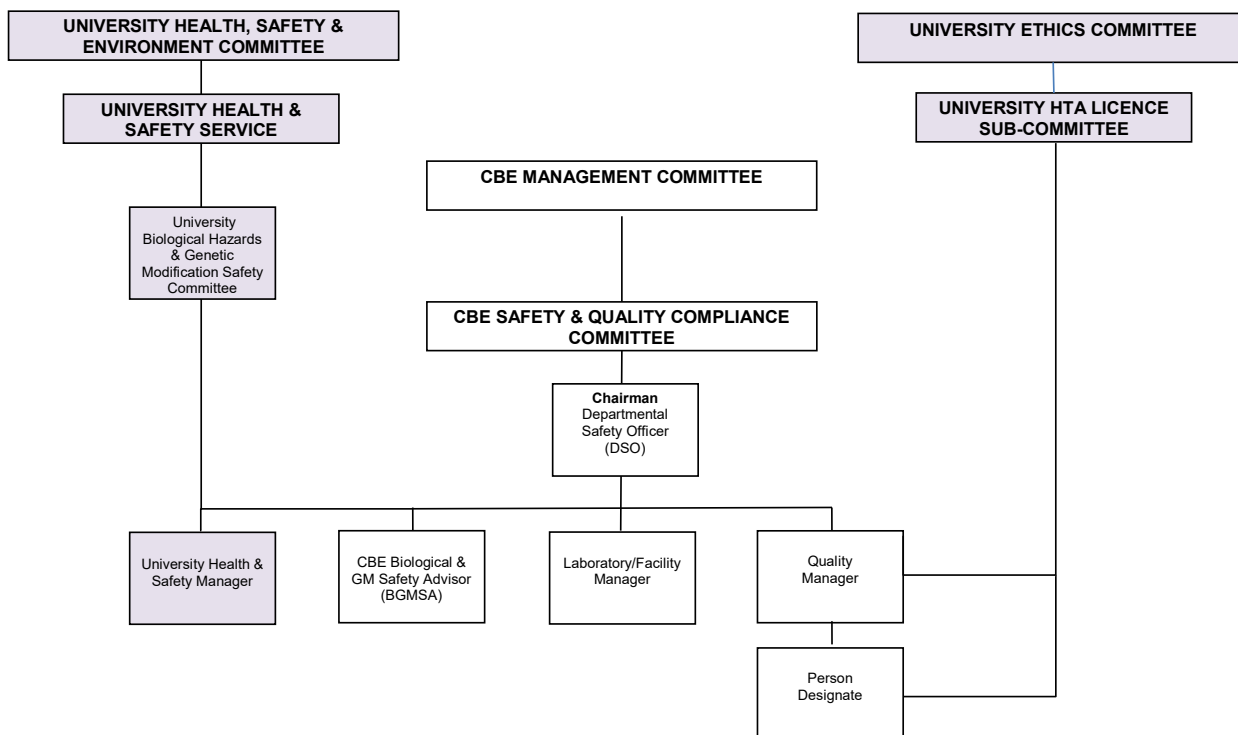 UNIVERSITY HEALTH, SAFETY &
ENVIRONMENT COMMITTEE
UNIVERSITY ETHICS COMMITTEE
UNIVERSITY HEALTH &
SAFETY SERVICE
UNIVERSITY HTA LICENCE
SUB-COMMITTEE
CBE MANAGEMENT COMMITTEE
University
Biological Hazards
& Genetic
Modification Safety
Committee
CBE SAFETY & QUALITY COMPLIANCE
COMMITTEE
Chairman
Departmental
Safety Officer
(DSO)
University Health &
Safety Manager
CBE Biological &
GM Safety Advisor
(BGMSA)
Laboratory/Facility
Manager
Quality
Manager
Person
Designate